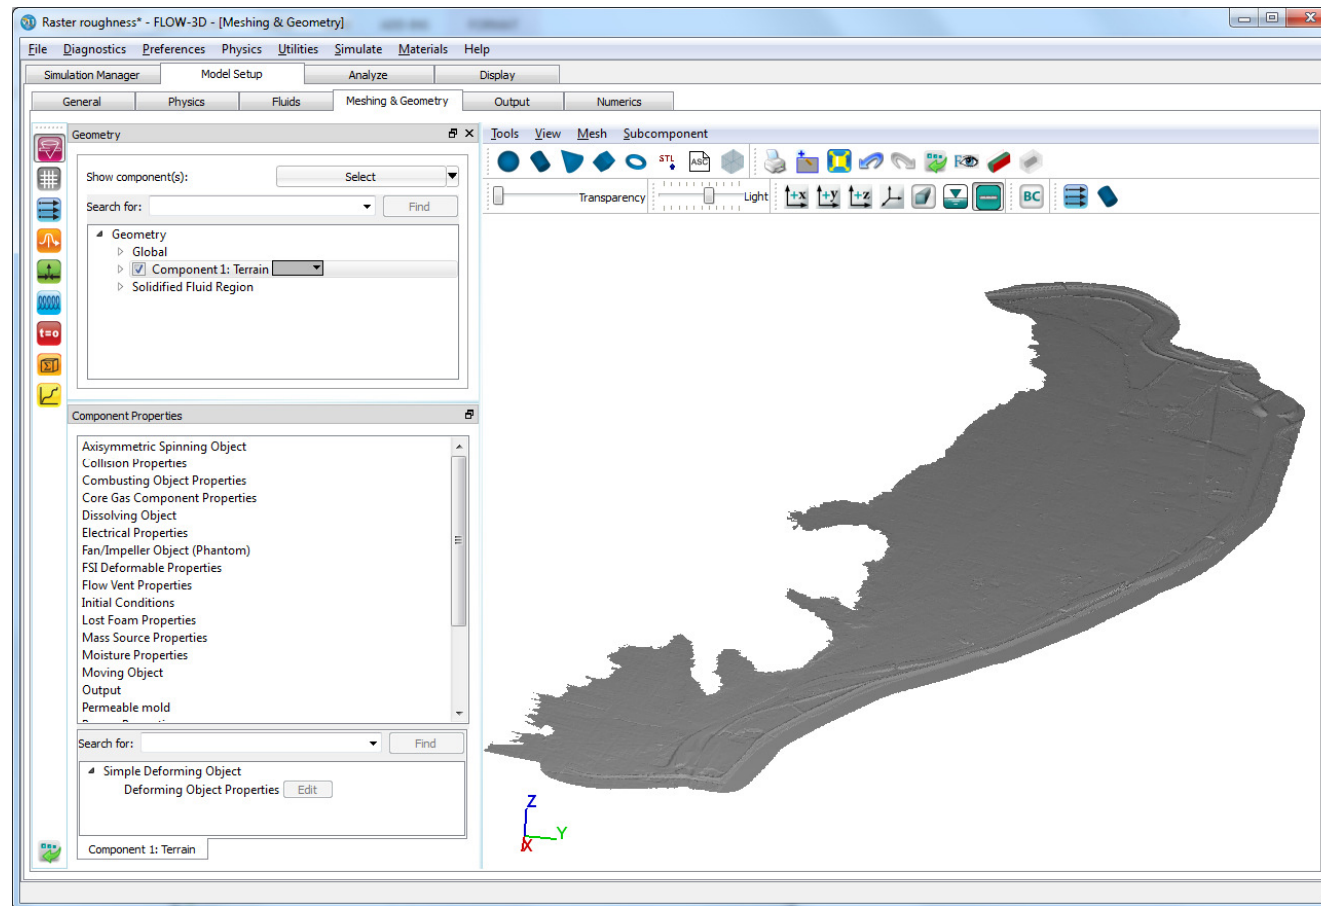 Raster roughness* - FLOW-3D - [Meshing & Geometry]
File Diagnostics Preferences Physics Utilities Simulate Materials Help
Simulation Manager Model Setup Analyze Display
General Physics Fluids Meshing & Geometry Output Numerics
Geometry
Tools View Mesh Subcomponent
STL ASC
Show component(s): Select
Transparency Light +x +y +z BC
Search for: Find
Geometry
Global
Component 1: Terrain
Solidified Fluid Region
t=0
Component Properties
Axisymmetric Spinning Object
Collision Properties
Combusting Object Properties
Core Gas Component Properties
Dissolving Object
Electrical Properties
Fan/Impeller Object (Phantom)
FSI Deformable Properties
Flow Vent Properties
Initial Conditions
Lost Foam Properties
Mass Source Properties
Moisture Properties
Moving Object
Output
Permeable mold
Search for: Find
Simple Deforming Object
Deforming Object Properties Edit
Component 1: Terrain
Z
Y
X